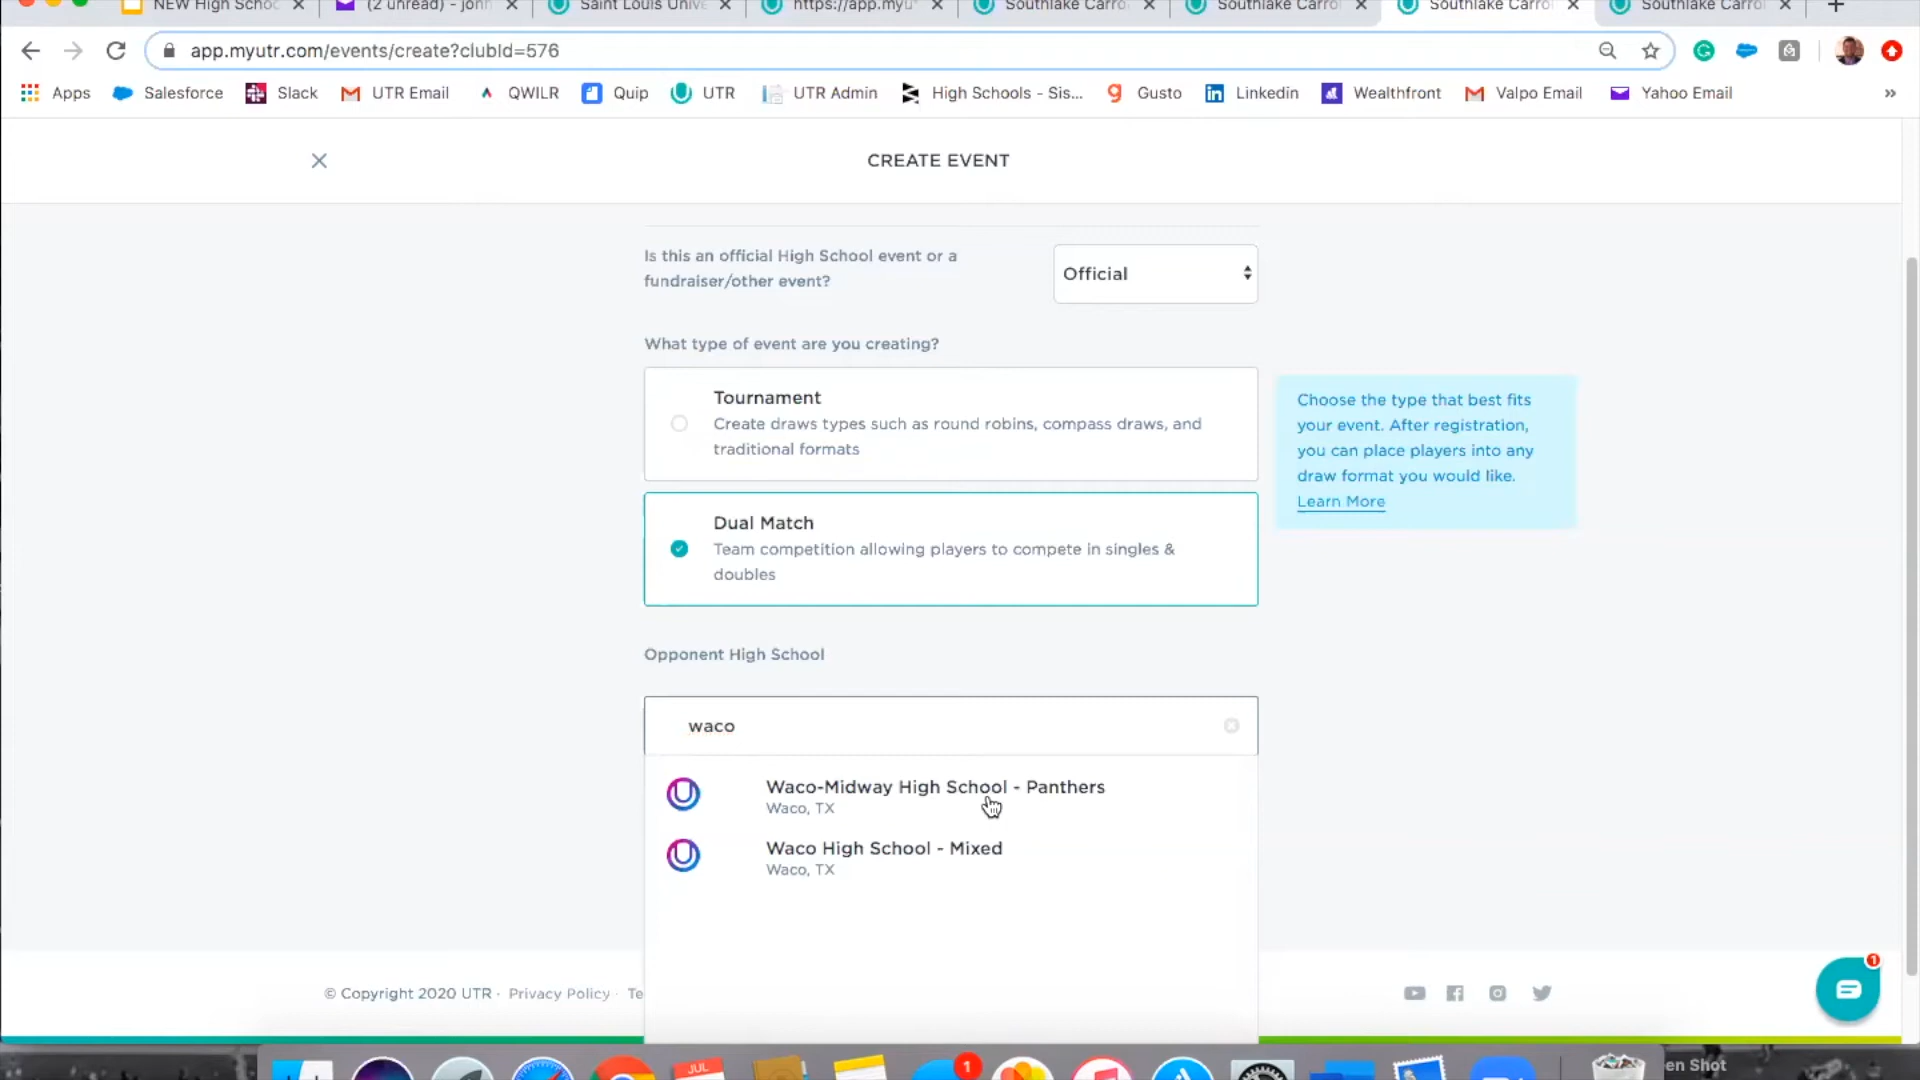 NEW High Schoo
(2 unread) - john
Saint Louis Unive
https://app.myu
Southlake Carro
Southlake Carro
Southlake Carro
Southlake Carro
app.myutr.com/events/create?clubId=576
Apps
Salesforce
Slack
UTR Email
QWILR
Quip
UTR
UTR Admin
High Schools - Sis...
Gusto
Linkedin
Wealthfront
Valpo Email
Yahoo Email
»
CREATE EVENT
Is this an official High School event or a
fundraiser/other event?
Official
What type of event are you creating?
Tournament
Create draws types such as round robins, compass draws, and
traditional formats
Choose the type that best fits
your event. After registration,
you can place players into any
draw format you would like.
Learn More
Dual Match
Team competition allowing players to compete in singles &
doubles
Opponent High School
waco
Waco-Midway High School - Panthers
Waco, TX
Waco High School - Mixed
Waco, TX
© Copyright 2020 UTR · Privacy Policy · Te
1
JUL
1
en Shot